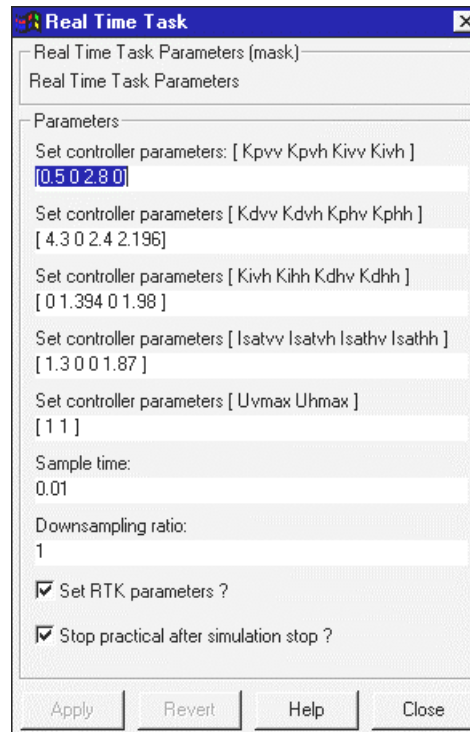 Real Time Task
Real Time Task Parameters (mask)
Real Time Task Parameters
Parameters
Set controller parameters: [ Kpvv Kpvh Kivv Kivh ]
[0.5 0 2.8 0]
Set controller parameters [ Kdvv Kdvh Kphv Kphh ]
[ 4.3 0 2.4 2.196]
Set controller parameters [ Kivh Kihh Kdhv Kdhh ]
[ 0 1.394 0 1.98 ]
Set controller parameters [ Isatvv Isatvh Isathv Isathh ]
[ 1.3 0 0 1.87 ]
Set controller parameters [ Uvmax Uhmax ]
[ 1 1 ]
Sample time:
0.01
Downsampling ratio:
1
Set RTK parameters ?
Stop practical after simulation stop ?
Apply Revert Help Close